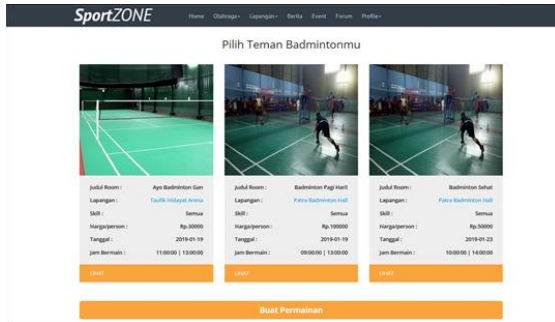 SportZONE
Home Olahraga Lapangan Berita Event Forum Profile
Pilih Teman Badmintonmu
Judul Room : Ayo Badminton Gan
Lapangan : Taufik Hidayat Arena
Skill : Semua
Harga/person : Rp.30000
Tanggal : 2019-01-19
Jam Bermain : 11:00:00 | 13:00:00
Lewat!
Judul Room : Badminton Pagi Hari!
Lapangan : Patra Badminton Hall
Skill : Semua
Harga/person : Rp.100000
Tanggal : 2019-01-19
Jam Bermain : 09:00:00 | 13:00:00
Lewat!
Judul Room : Badminton Sehat
Lapangan : Patra Badminton Hall
Skill : Semua
Harga/person : Rp.50000
Tanggal : 2019-01-23
Jam Bermain : 10:00:00 | 14:00:00
Lewat!
Buat Permainan